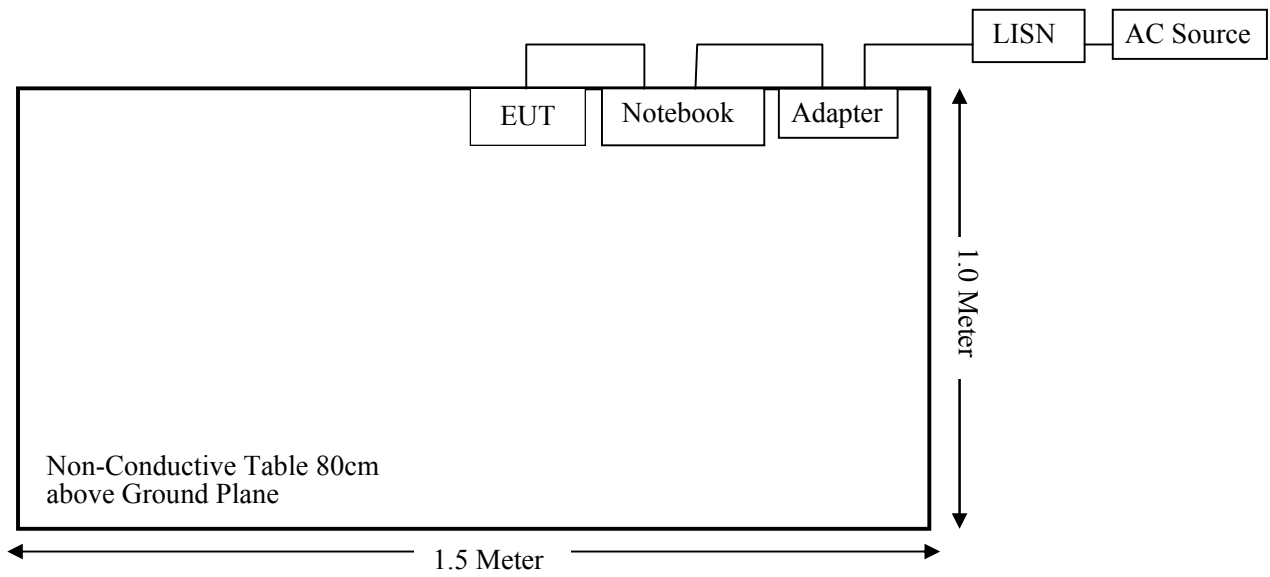 LISN
AC Source
EUT
Notebook
Adapter
1.0 Meter
Non-Conductive Table 80cm
above Ground Plane
1.5 Meter